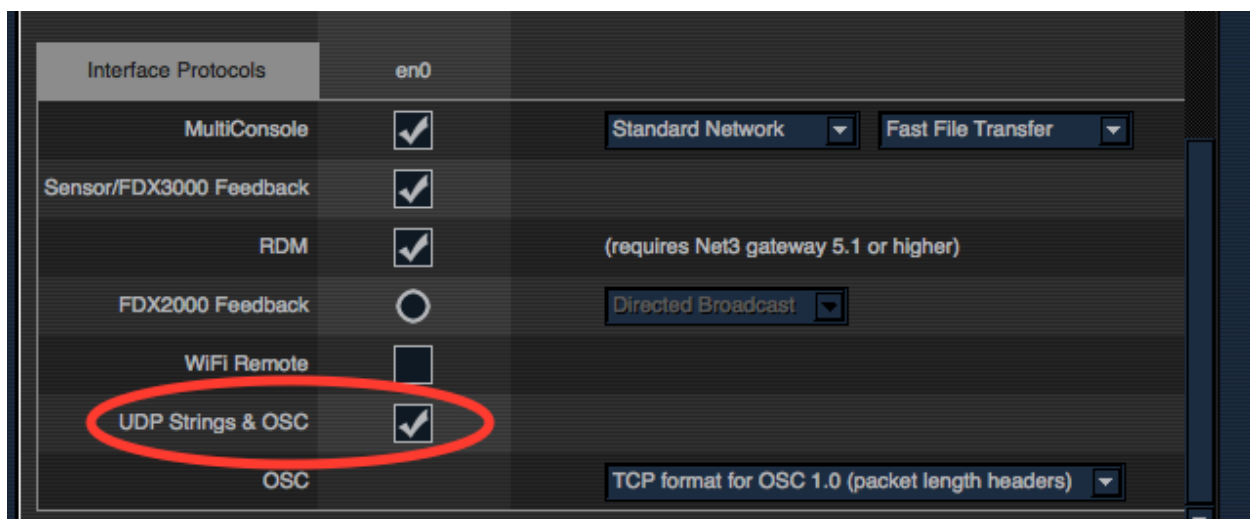 Interface Protocols en0
MultiConsole Standard Network Fast File Transfer
Sensor/FDX3000 Feedback
RDM (requires Net3 gateway 5.1 or higher)
FDX2000 Feedback Directed Broadcast
WiFi Remote
UDP Strings & OSC
OSC TCP format for OSC 1.0 (packet length headers)